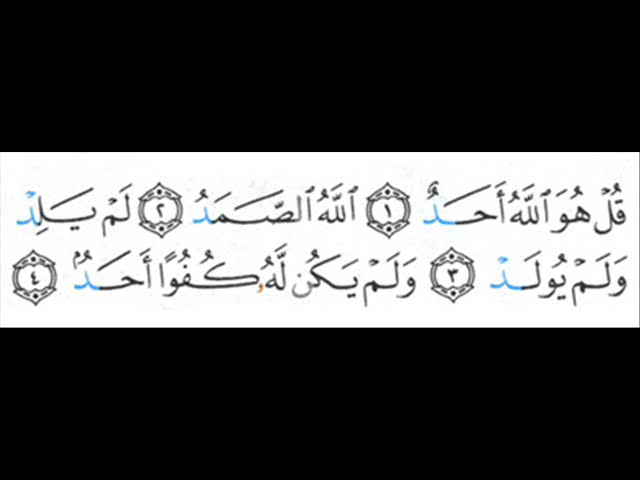 قُلۡ هُوَ ٱللَّهُ أَحَدٌ ١ ٱللَّهُ ٱلصَّمَدُ ٢ لَمۡ يَلِدۡ
وَلَمۡ يُولَدۡ ٣ وَلَمۡ يَكُن لَّهُۥ كُفُوًا أَحَدُۢ ٤